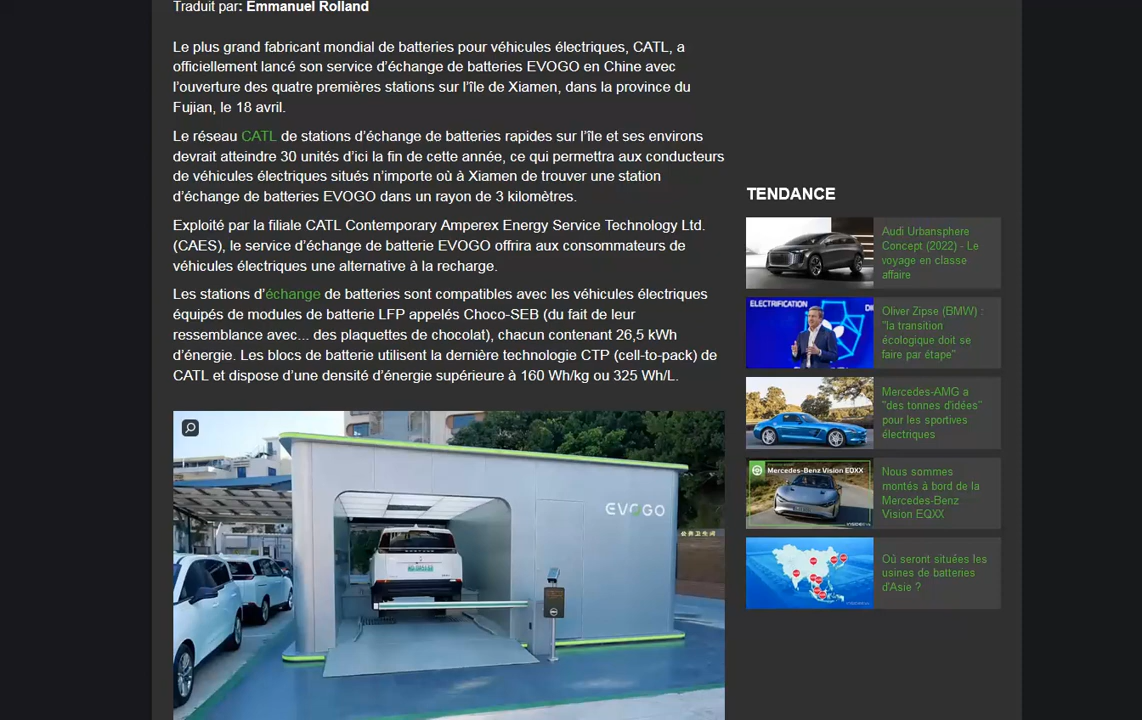 Traduit par: Emmanuel Rolland
Le plus grand fabricant mondial de batteries pour véhicules électriques, CATL, a
officiellement lancé son service d’échange de batteries EVOGO en Chine avec
l’ouverture des quatre premières stations sur l’île de Xiamen, dans la province du
Fujian, le 18 avril.
Le réseau CATL de stations d’échange de batteries rapides sur l’île et ses environs
devrait atteindre 30 unités d’ici la fin de cette année, ce qui permettra aux conducteurs
de véhicules électriques situés n’importe où à Xiamen de trouver une station
d’échange de batteries EVOGO dans un rayon de 3 kilomètres.
Exploité par la filiale CATL Contemporary Amperex Energy Service Technology Ltd.
(CAES), le service d’échange de batterie EVOGO offrira aux consommateurs de
véhicules électriques une alternative à la recharge.
Les stations d’échange de batteries sont compatibles avec les véhicules électriques
équipés de modules de batterie LFP appelés Choco-SEB (du fait de leur
ressemblance avec... des plaquettes de chocolat), chacun contenant 26,5 kWh
d’énergie. Les blocs de batterie utilisent la dernière technologie CTP (cell-to-pack) de
CATL et dispose d’une densité d’énergie supérieure à 160 Wh/kg ou 325 Wh/L.
EVOGO
公共卫生间
TENDANCE
Audi Urbansphere
Concept (2022) - Le
voyage en classe
affaire
ELECTRIFICATION
Oliver Zipse (BMW) :
"la transition
écologique doit se
faire par étape"
Mercedes-AMG a
"des tonnes d'idées"
pour les sportives
électriques
Mercedes-Benz Vision EQXX
Nous sommes
montés à bord de la
Mercedes-Benz
Vision EQXX
Où seront situées les
usines de batteries
d'Asie ?